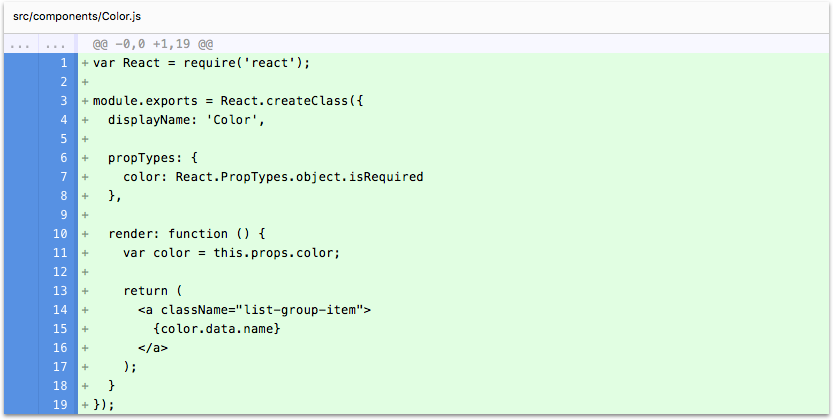 src/components/Color.js
... ... @@ -0,0 +1,19 @@
1 +var React = require('react');
2 +
3 +module.exports = React.createClass({
4 +  displayName: 'Color',
5 +
6 +  propTypes: {
7 +    color: React.PropTypes.object.isRequired
8 +  },
9 +
10 +  render: function () {
11 +    var color = this.props.color;
12 +
13 +    return (
14 +      <a className="list-group-item">
15 +        {color.data.name}
16 +      </a>
17 +    );
18 +  }
19 +});